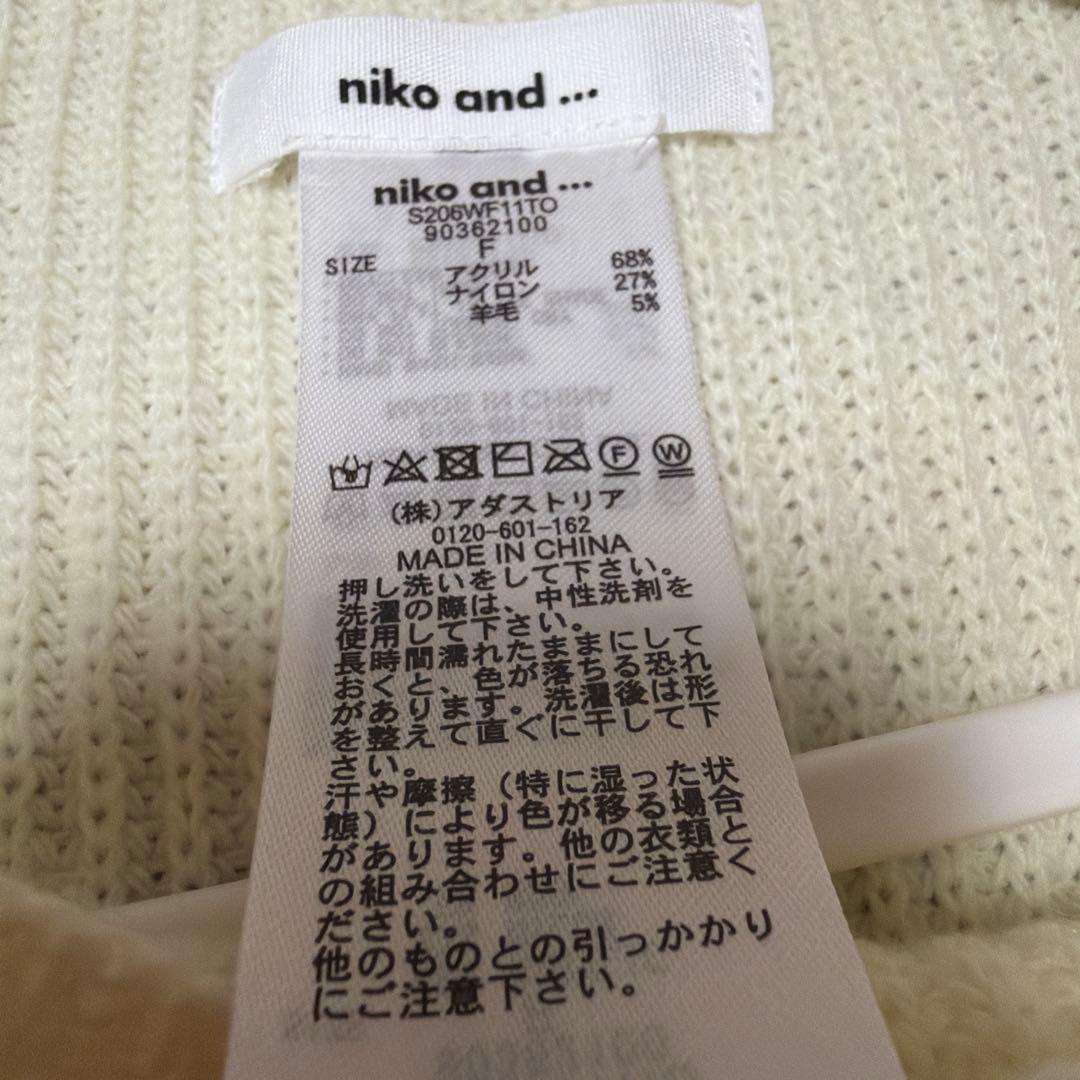 niko and ...
niko and ...
S206WF11TO
90362100
SIZE F
アクリル 68%
ナイロン 27%
羊毛 5%
F W
(株)アダストリア
0120-601-162
MADE IN CHINA
押し洗いをして下さい。
洗濯の際は、中性洗剤を
使用して下さい。
長時間濡れたままにして
おくと、色が落ちる恐れ
があります。洗濯後は形
を整えて直ぐに干して下
さい。
汗や摩擦（特に湿った状
態）により色が移る場合
があります。他の衣類と
の組み合わせにご注意く
ださい。
他のものとの引っかかり
にご注意下さい。